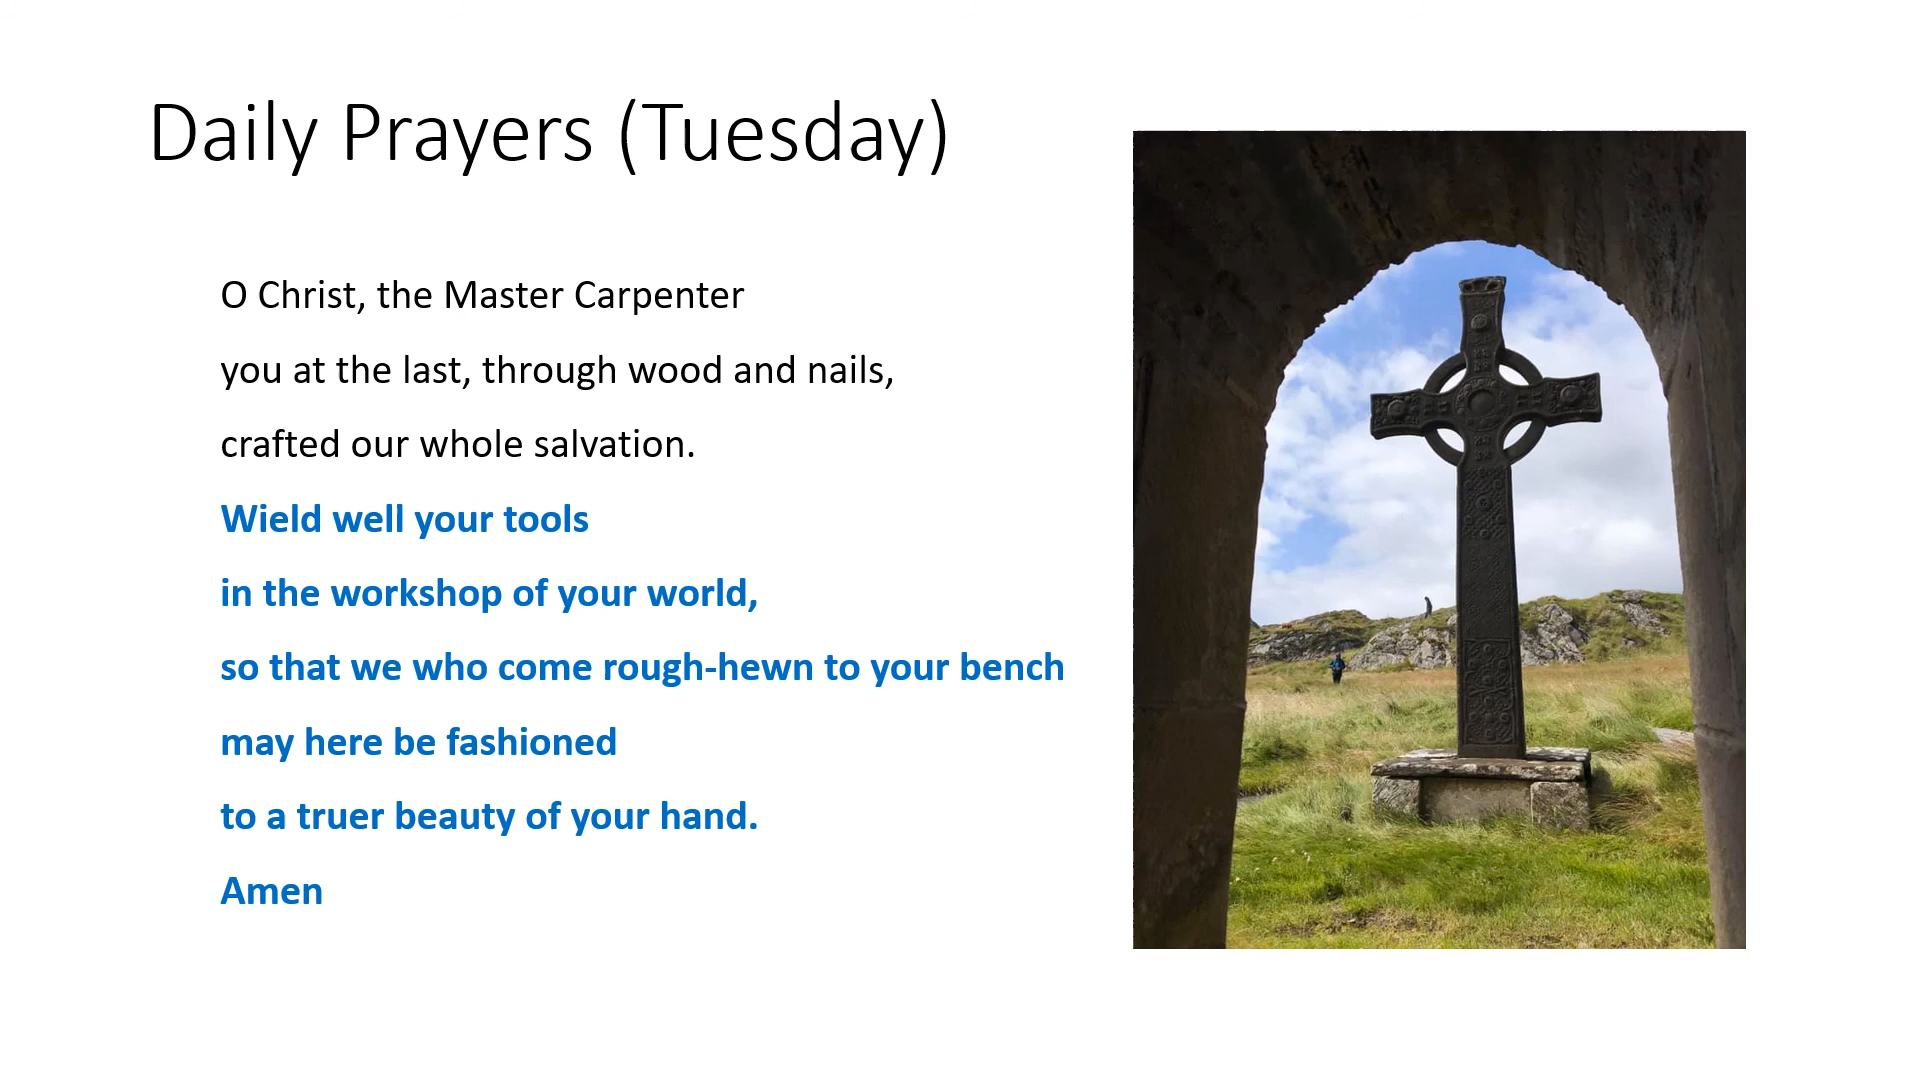 Daily Prayers (Tuesday)
O Christ, the Master Carpenter
you at the last, through wood and nails,
crafted our whole salvation.
Wield well your tools
in the workshop of your world,
so that we who come rough-hewn to your bench
may here be fashioned
to a truer beauty of your hand.
Amen